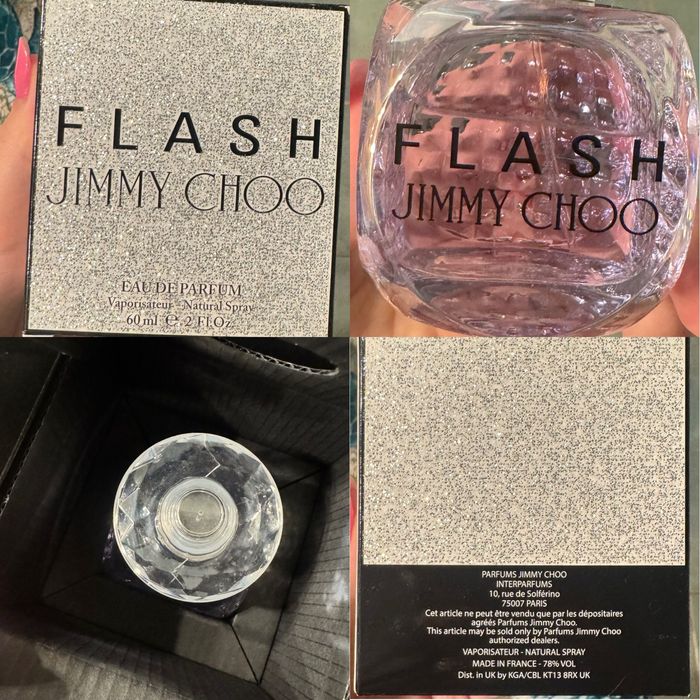 FLASH
JIMMY CHOO
EAU DE PARFUM
Vaporisateur - Natural Spray
60 ml ℮ 2 Fl.Oz
FLASH
JIMMY CHOO
PARFUMS JIMMY CHOO
INTERPARFUMS
10, rue de Solférino
75007 PARIS
Cet article ne peut être vendu que par les dépositaires
agréés Parfums Jimmy Choo.
This article may be sold only by Parfums Jimmy Choo
authorized dealers.
VAPORISATEUR - NATURAL SPRAY
MADE IN FRANCE - 78% VOL
Dist. in UK by KGA/CBL KT13 8RX UK